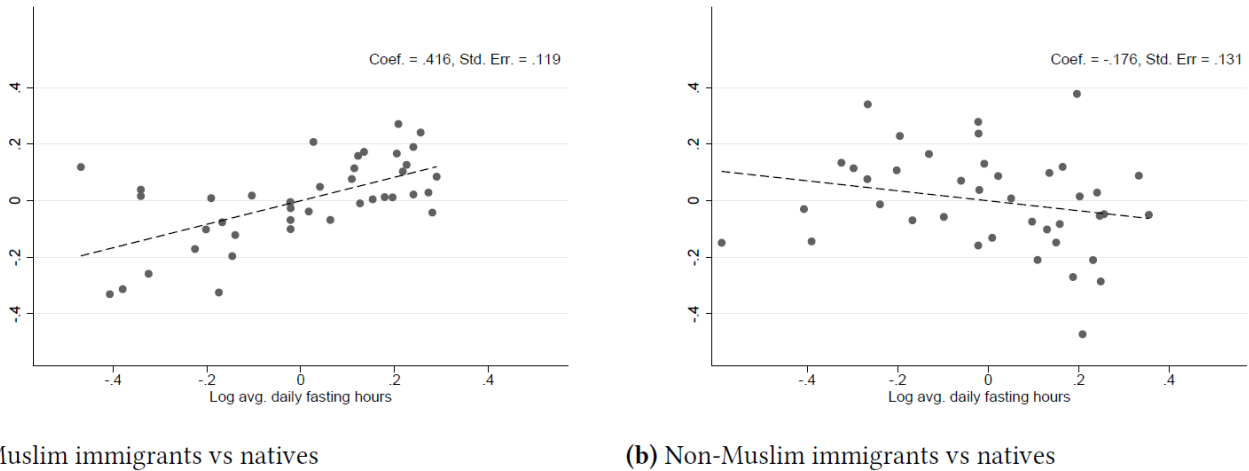 Coef. = .416, Std. Err. = .119
.4
.2
0
-.2
-.4
-.4 -.2 0 .2 .4
Log avg. daily fasting hours
Muslim immigrants vs natives
Coef. = -.176, Std. Err = .131
.4
.2
0
-.2
-.4
-.4 -.2 0 .2 .4
Log avg. daily fasting hours
(b) Non-Muslim immigrants vs natives